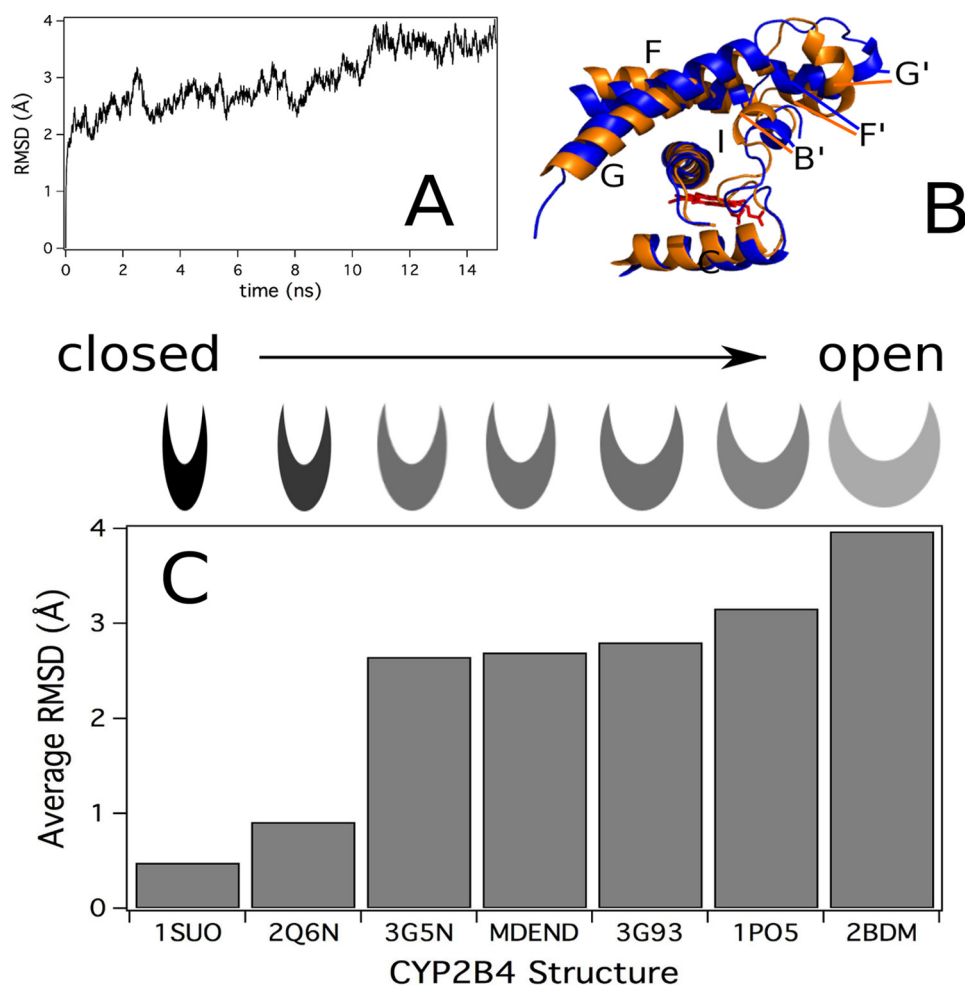 4
3
2
1
0
RMSD (Å)
0 2 4 6 8 10 12 14
time (ns)
A
F
G'
I
F'
B'
G
C
B
closed
open
C
4
3
2
1
0
Average RMSD (Å)
1SUO 2Q6N 3G5N MDEND 3G93 1PO5 2BDM
CYP2B4 Structure